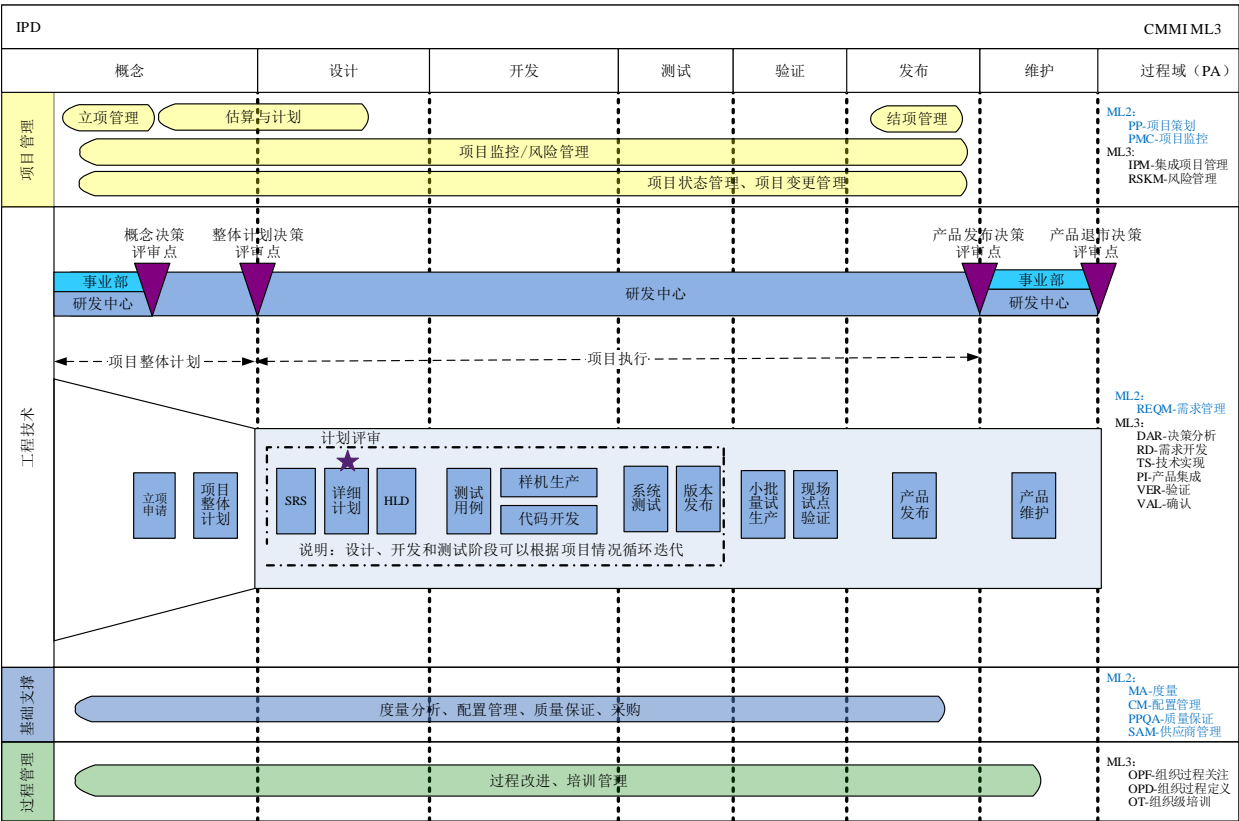 IPD
CMMI ML3
概念
设计
开发
测试
验证
发布
维护
过程域（PA）
项目管理
立项管理
估算与计划
结项管理
项目监控/风险管理
项目状态管理、项目变更管理
ML2:
PP-项目策划
PMC-项目监控
ML3:
IPM-集成项目管理
RSKM-风险管理
工程技术
概念决策
评审点
整体计划决策
评审点
产品发布决策
评审点
产品退市决策
评审点
事业部
研发中心
研发中心
事业部
研发中心
项目整体计划
项目执行
计划评审
立项
申请
项目
整体
计划
SRS
详细
计划
HLD
测试
用例
样机生产
代码开发
系统
测试
版本
发布
小批
量试
生产
现场
试点
验证
产品
发布
产品
维护
说明：设计、开发和测试阶段可以根据项目情况循环迭代
ML2：
REQM-需求管理
ML3：
DAR-决策分析
RD-需求开发
TS-技术实现
PI-产品集成
VER-验证
VAL-确认
基础支撑
度量分析、配置管理、质量保证、采购
ML2：
MA-度量
CM-配置管理
PPQA-质量保证
SAM-供应商管理
过程管理
过程改进、培训管理
ML3：
OPF-组织过程关注
OPD-组织过程定义
OT-组织级培训